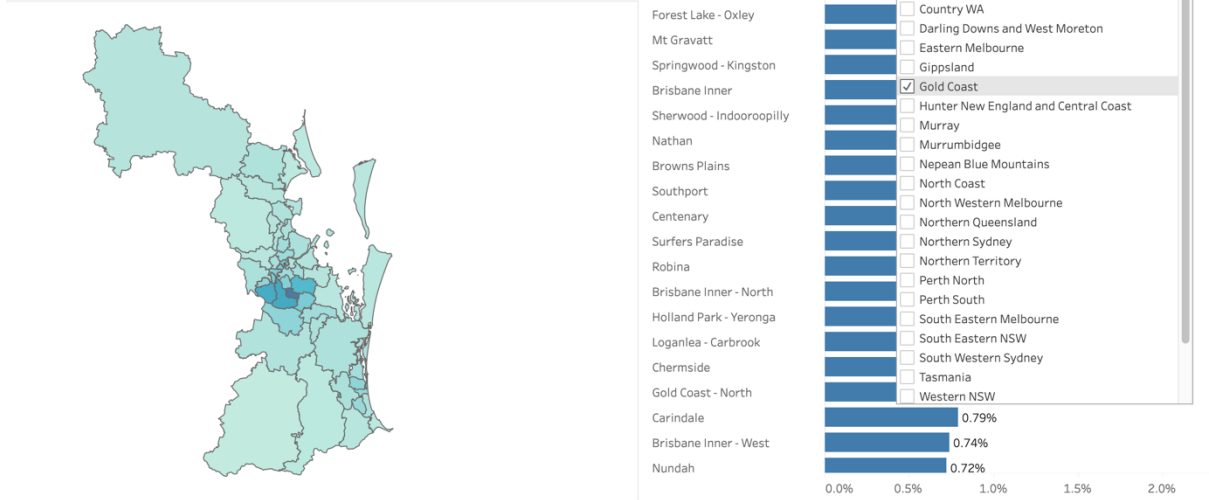 Forest Lake - Oxley
Mt Gravatt
Springwood - Kingston
Brisbane Inner
Sherwood - Indooroopilly
Nathan
Browns Plains
Southport
Centenary
Surfers Paradise
Robina
Brisbane Inner - North
Holland Park - Yeronga
Loganlea - Carbrook
Chermside
Gold Coast - North
Carindale
Brisbane Inner - West
Nundah
Country WA
Darling Downs and West Moreton
Eastern Melbourne
Gippsland
Gold Coast
Hunter New England and Central Coast
Murray
Murrumbidgee
Nepean Blue Mountains
North Coast
North Western Melbourne
Northern Queensland
Northern Sydney
Northern Territory
Perth North
Perth South
South Eastern Melbourne
South Eastern NSW
South Western Sydney
Tasmania
Western NSW
0.79%
0.74%
0.72%
0.0% 0.5% 1.0% 1.5% 2.0%